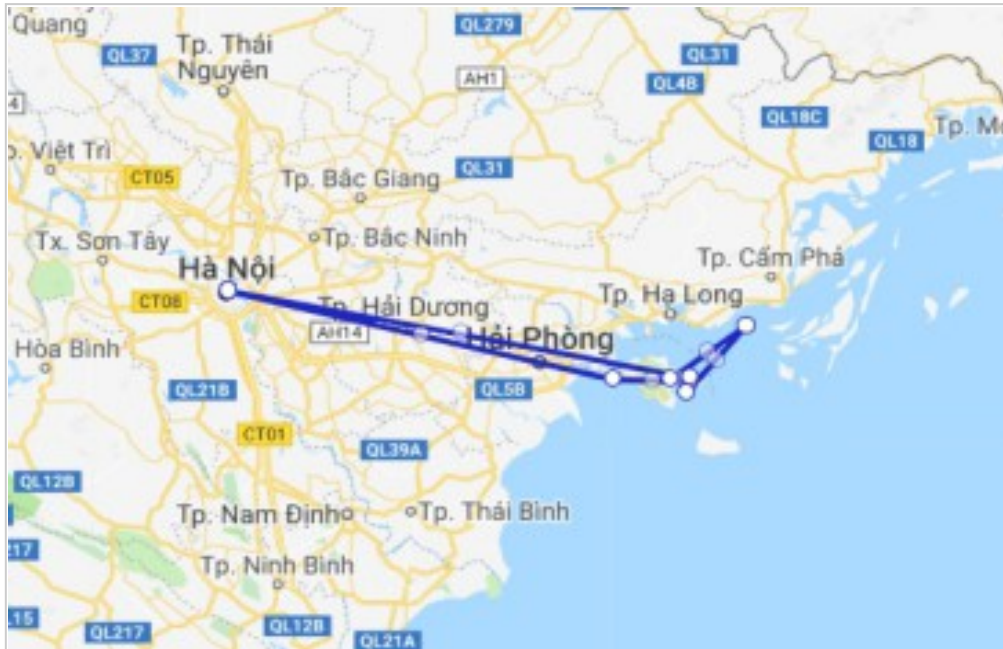 Quang
QL279
QL31
QL37
Tp. Thái
Nguyên
AH1
QL4B
4
QL18C
Tp. Mó
QL18
o. Việt Trì
CT05
QL31
Tp. Bắc Giang
Tx. Sơn Tây
Tp. Bắc Ninh
Hà Nội
Tp. Cẩm Phả
CT08
Tp. Hải Dương
Tp. Hạ Long
AH14
Hải Phòng
Hòa Bình
QL21B
QL5B
CT01
QL39A
QL12B
Tp. Nam Định
Tp. Thái Bình
217
Tp. Ninh Bình
L15
QL217
QL12B
QL21A